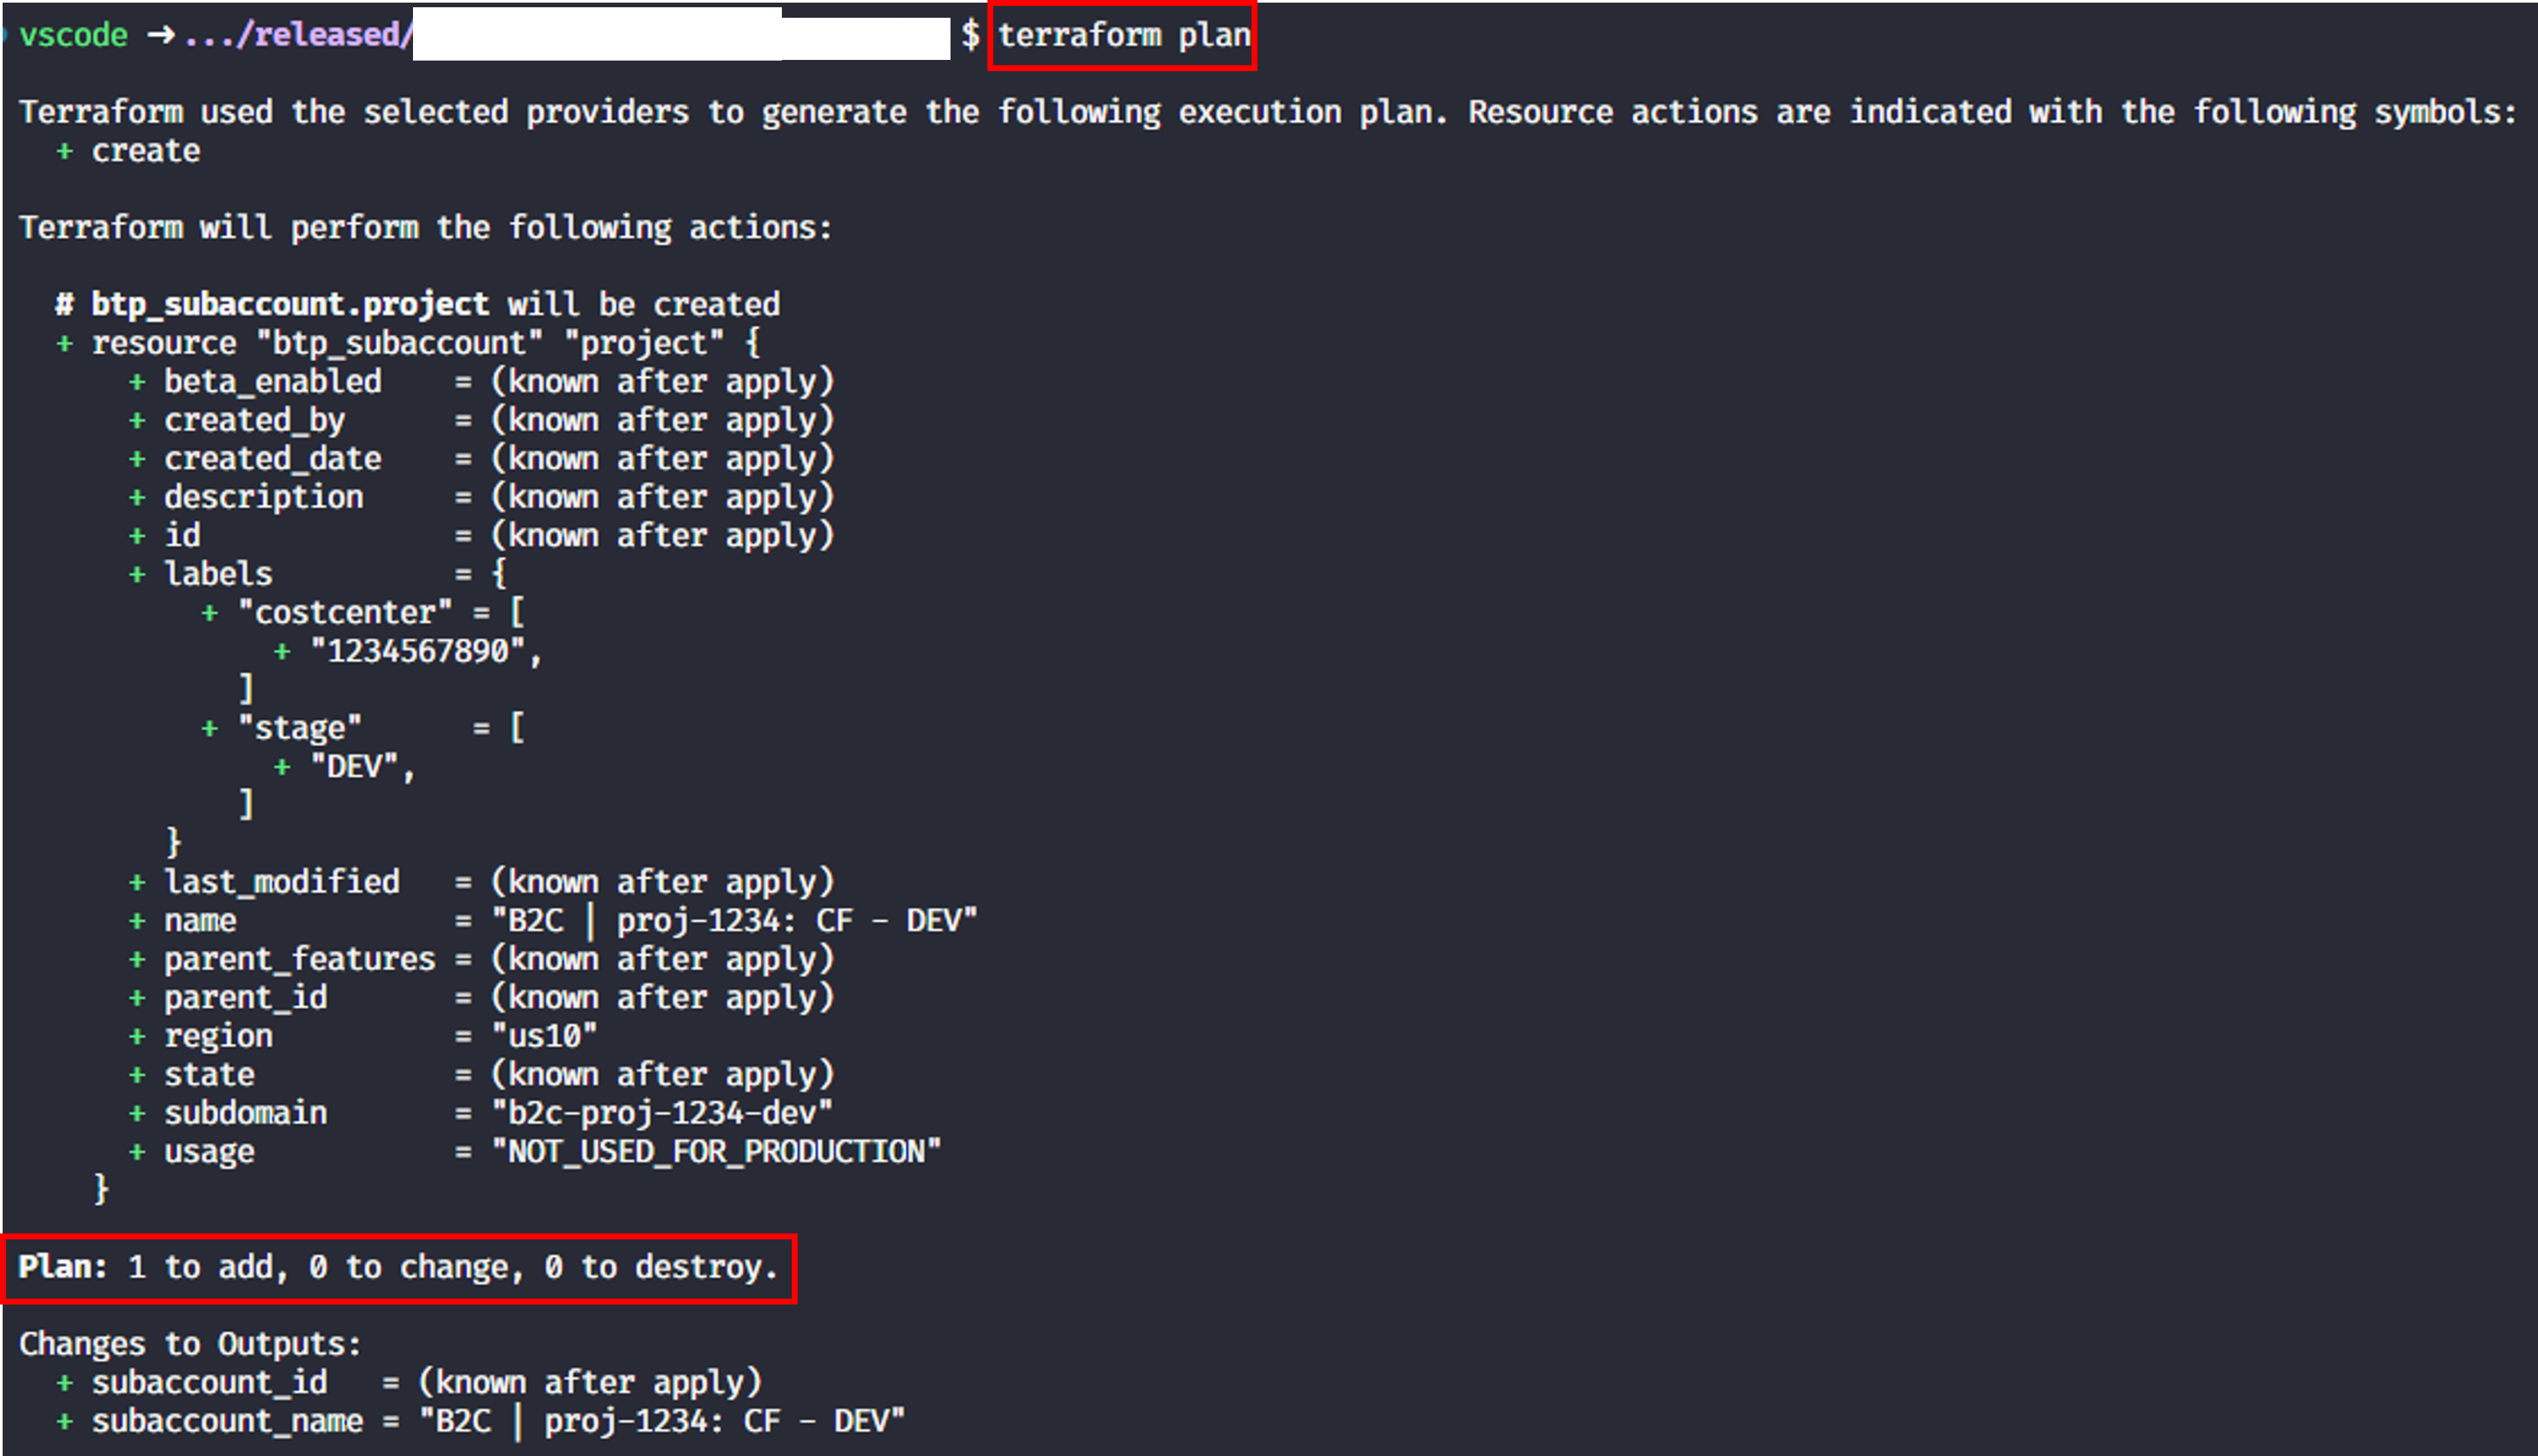 vscode → .../released/ $ terraform plan
Terraform used the selected providers to generate the following execution plan. Resource actions are indicated with the following symbols:
+ create
Terraform will perform the following actions:
# btp_subaccount.project will be created
+ resource "btp_subaccount" "project" {
+ beta_enabled = (known after apply)
+ created_by = (known after apply)
+ created_date = (known after apply)
+ description = (known after apply)
+ id = (known after apply)
+ labels = {
+ "costcenter" = [
+ "1234567890",
]
+ "stage" = [
+ "DEV",
]
}
+ last_modified = (known after apply)
+ name = "B2C | proj-1234: CF - DEV"
+ parent_features = (known after apply)
+ parent_id = (known after apply)
+ region = "us10"
+ state = (known after apply)
+ subdomain = "b2c-proj-1234-dev"
+ usage = "NOT_USED_FOR_PRODUCTION"
}
Plan: 1 to add, 0 to change, 0 to destroy.
Changes to Outputs:
+ subaccount_id = (known after apply)
+ subaccount_name = "B2C | proj-1234: CF - DEV"